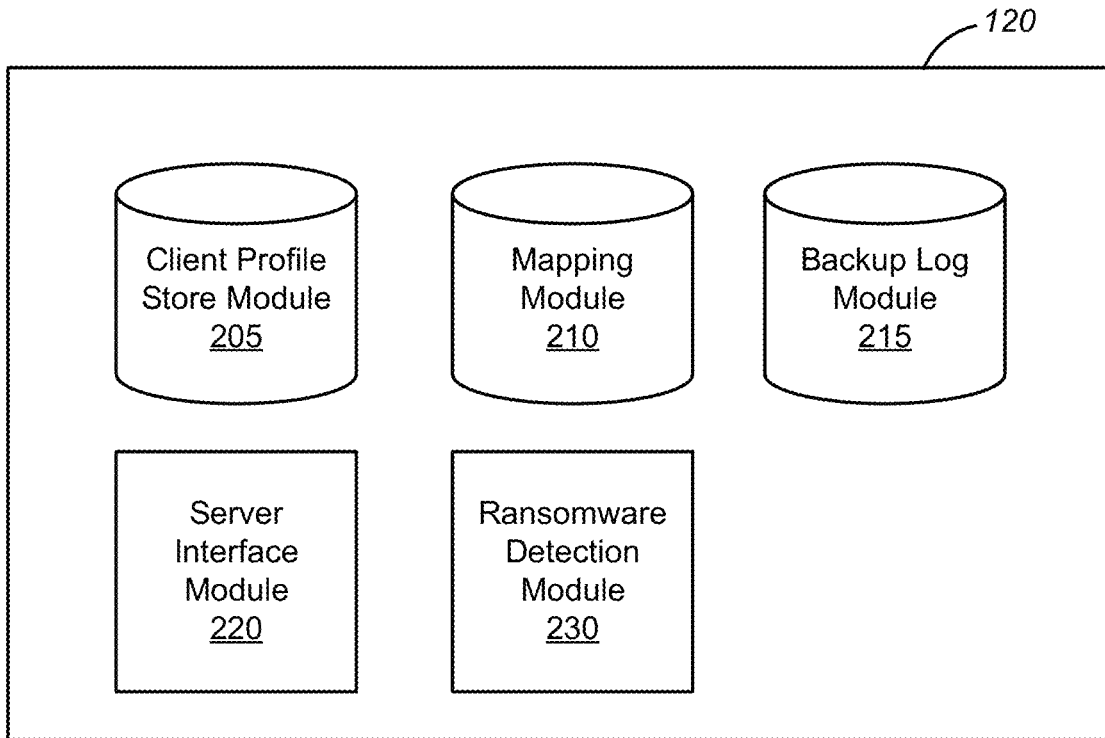 120
Client Profile
Store Module
205
Mapping
Module
210
Backup Log
Module
215
Server
Interface
Module
220
Ransomware
Detection
Module
230